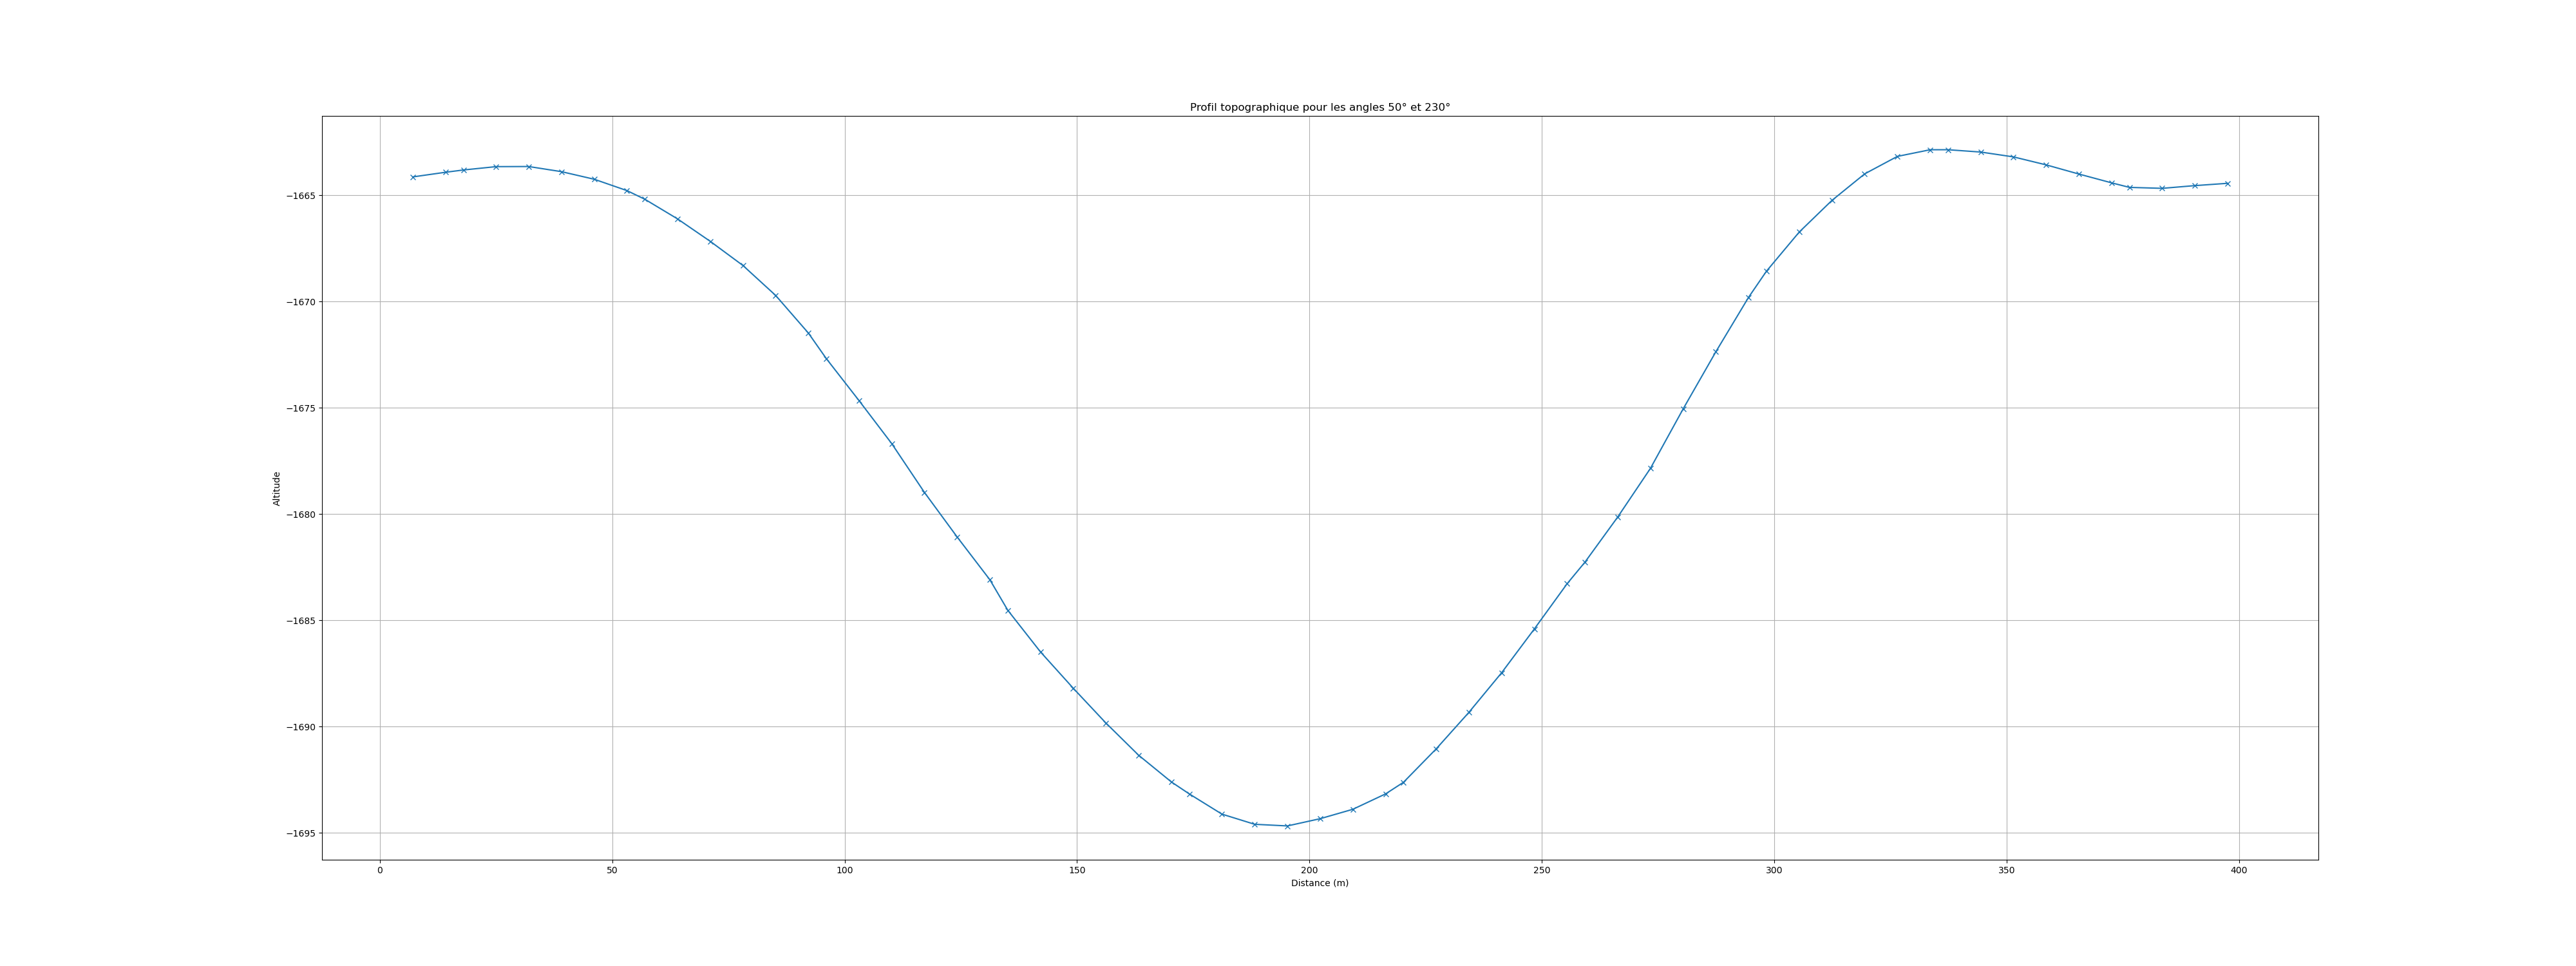 Profil topographique pour les angles 50° et 230°
Altitude
−1665
−1670
−1675
−1680
−1685
−1690
−1695
0 50 100 150 200 250 300 350 400
Distance (m)